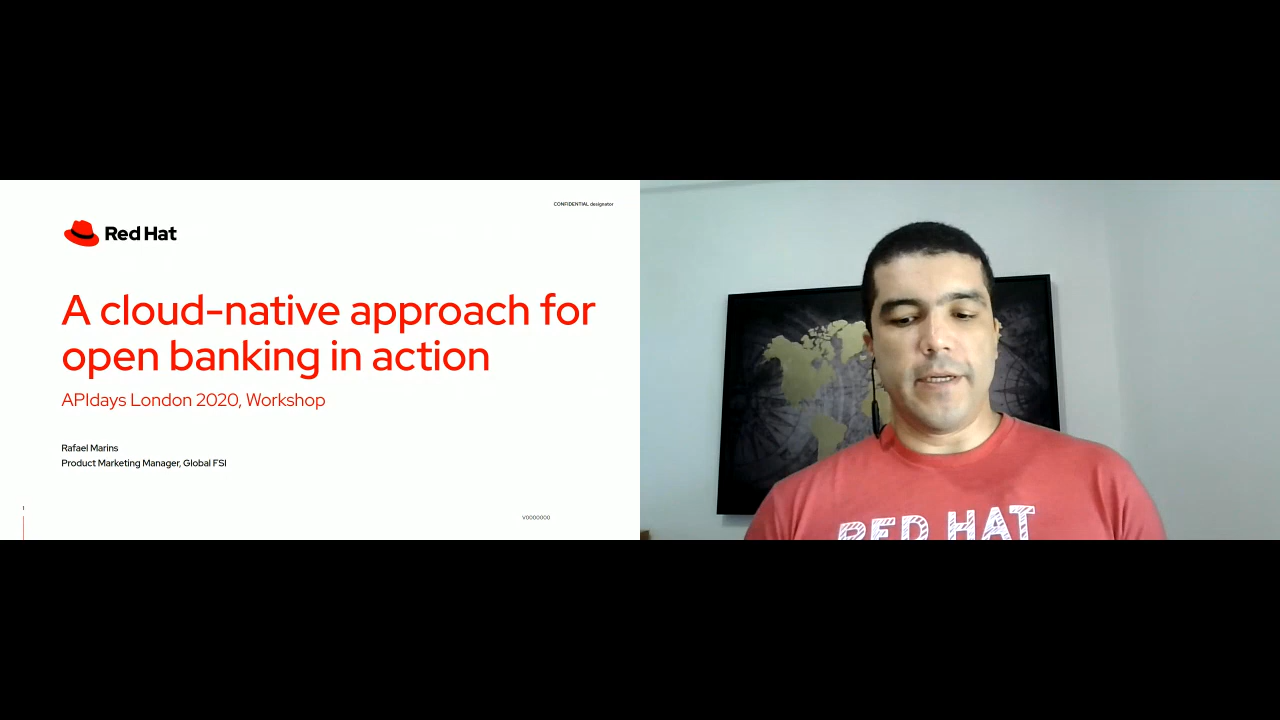 CONFIDENTIAL designator
Red Hat
A cloud-native approach for
open banking in action
APIdays London 2020, Workshop
Rafael Marins
Product Marketing Manager, Global FSI
V0000000
RED HAT